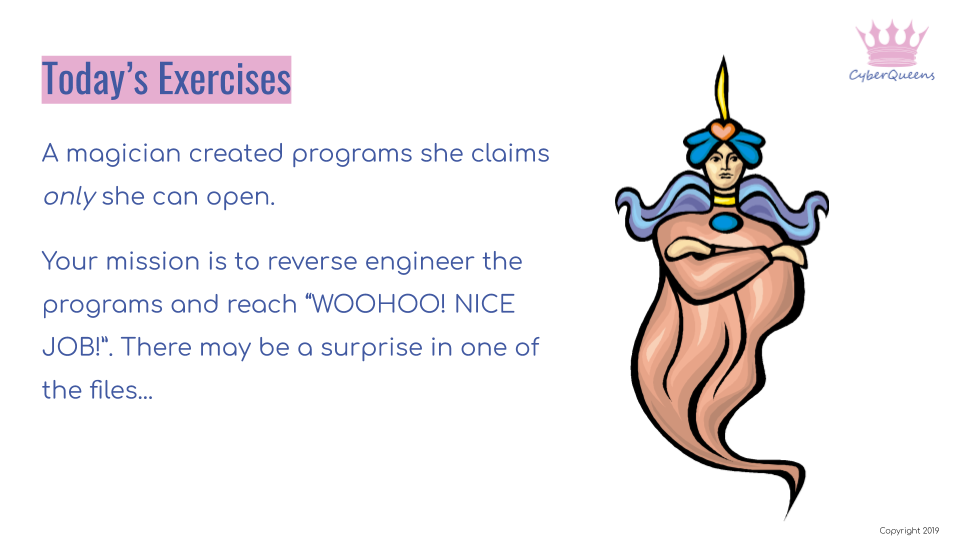 CyberQueens
Today’s Exercises
A magician created programs she claims
only she can open.
Your mission is to reverse engineer the
programs and reach “WOOHOO! NICE
JOB!”. There may be a surprise in one of
the files...
Copyright 2019